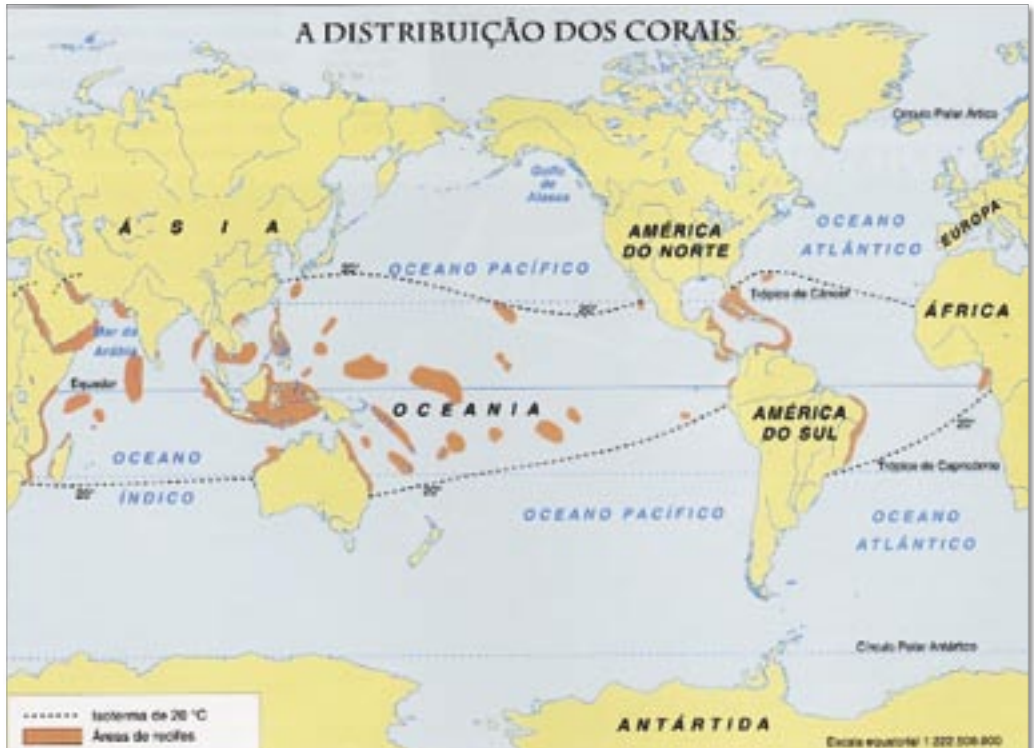 A DISTRIBUIÇÃO DOS CORAIS
Círculo Polar Ártico
Golfo
do
Alasca
Á S I A
AMÉRICA
DO NORTE
OCEANO
ATLÂNTICO
EUROPA
20°
OCEANO PACÍFICO
20°
Trópico de Câncer
ÁFRICA
Mar da
Arábia
Equador
OCEANIA
AMÉRICA
DO SUL
20°
OCEANO
ÍNDICO
20°
20°
Trópico de Capricórnio
OCEANO PACÍFICO
OCEANO
ATLÂNTICO
Círculo Polar Antártico
Isoterma de 20 °C
Áreas de recifes
ANTÁRTIDA
Escala equatorial